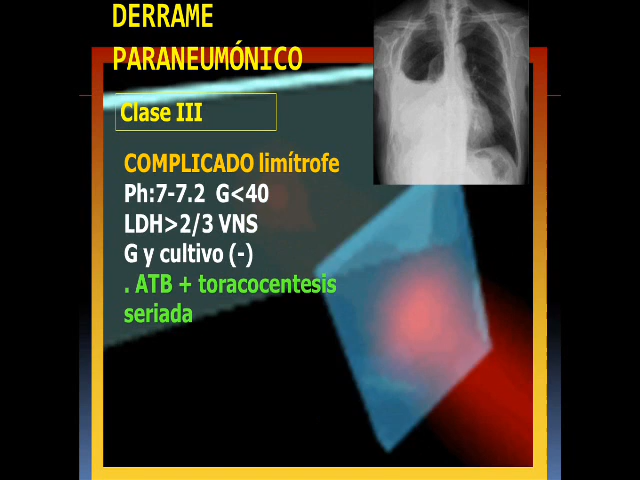 DERRAME
PARANEUMÓNICO
Clase III
COMPLICADO limítrofe
Ph:7-7.2 G<40
LDH>2/3 VNS
G y cultivo (-)
. ATB + toracocentesis
seriada